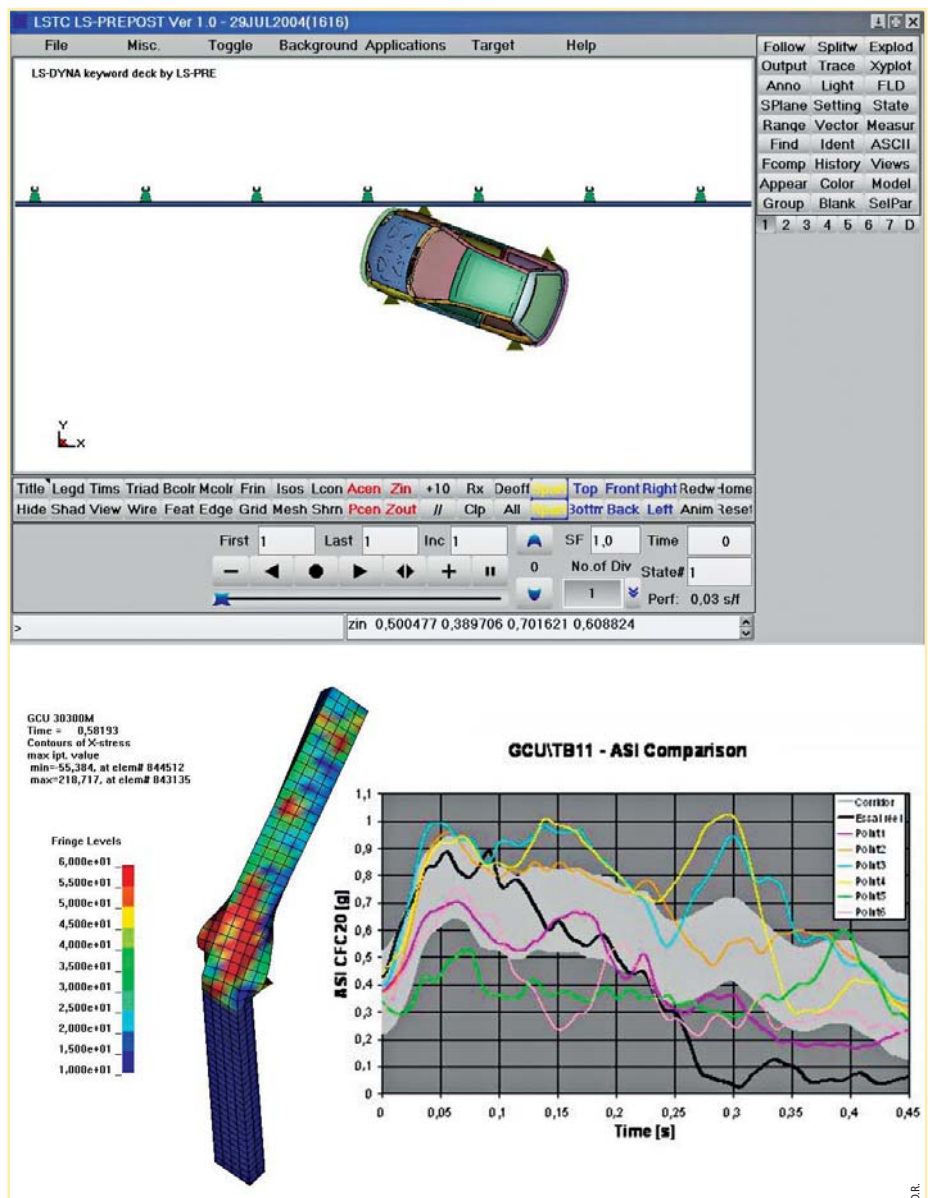 LSTC LS-PREPOST Ver 1.0 - 29JUL2004(1616)
File Misc. Toggle Background Applications Target Help
LS-DYNA keyword deck by LS-PRE
Y
X
Follow Splitw Explod
Output Trace Xyplot
Anno Light FLD
SPlane Setting State
Range Vector Measur
Find Ident ASCII
Fcomp History Views
Appear Color Model
Group Blank SelPar
1 2 3 4 5 6 7 D
Title Legd Tims Triad Bcolr Mcolr Frin Isos Lcon Acen Zin +10 Rx Deoff Top Front Right Redw Home
Hide Shad View Wire Feat Edge Grid Mesh Shrn Pcen Zout // Clp All Bottm Back Left Anim Reset
First 1 Last 1 Inc 1 SF 1,0 Time 0
0 No.of Div State# 1
1 Perf: 0,03 s/f
> zin 0,500477 0,389706 0,701621 0,608824
GCU 30300M
Time = 0,58193
Contours of X-stress
max ipt. value
min=-55,384, at elem# 844512
max=218,717, at elem# 843135
Fringe Levels
6,000e+01
5,500e+01
5,000e+01
4,500e+01
4,000e+01
3,500e+01
3,000e+01
2,500e+01
2,000e+01
1,500e+01
1,000e+01
GCU\TB11 - ASI Comparison
ASI CFC20 [g]
1,1
1
0,9
0,8
0,7
0,6
0,5
0,4
0,3
0,2
0,1
0
0 0,05 0,1 0,15 0,2 0,25 0,3 0,35 0,4 0,45
Time [s]
Corridor
Essai réel
Point1
Point2
Point3
Point4
Point5
Point6
D.R.